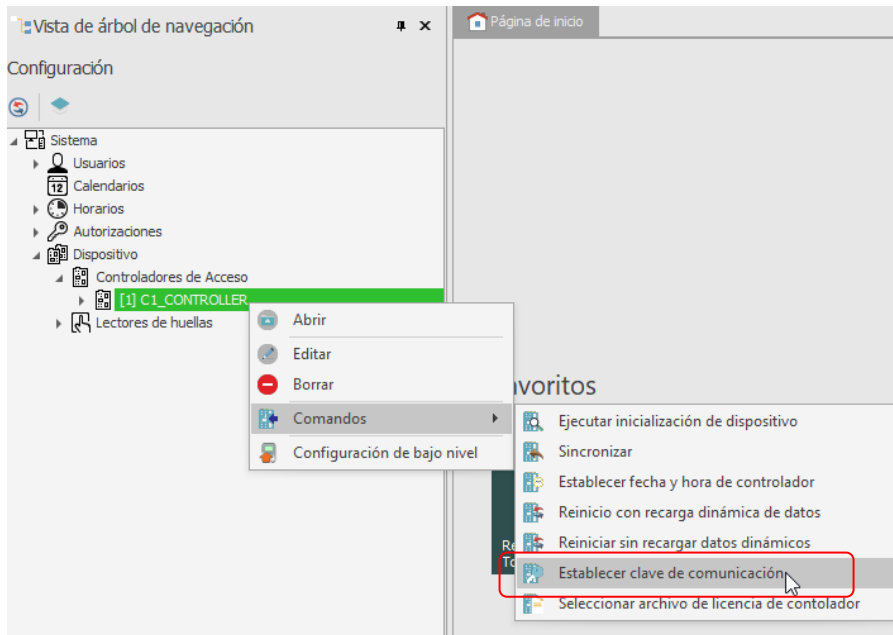 Vista de árbol de navegación
Página de inicio
Configuración
Sistema
Usuarios
12 Calendarios
Horarios
Autorizaciones
Dispositivo
Controladores de Acceso
[1] C1_CONTROLLER
Lectores de huellas
Abrir
Editar
Borrar
Comandos
Configuración de bajo nivel
avoritos
Ejecutar inicialización de dispositivo
Sincronizar
Establecer fecha y hora de controlador
Reinicio con recarga dinámica de datos
Reiniciar sin recargar datos dinámicos
Establecer clave de comunicación
Seleccionar archivo de licencia de contolador
Re
To